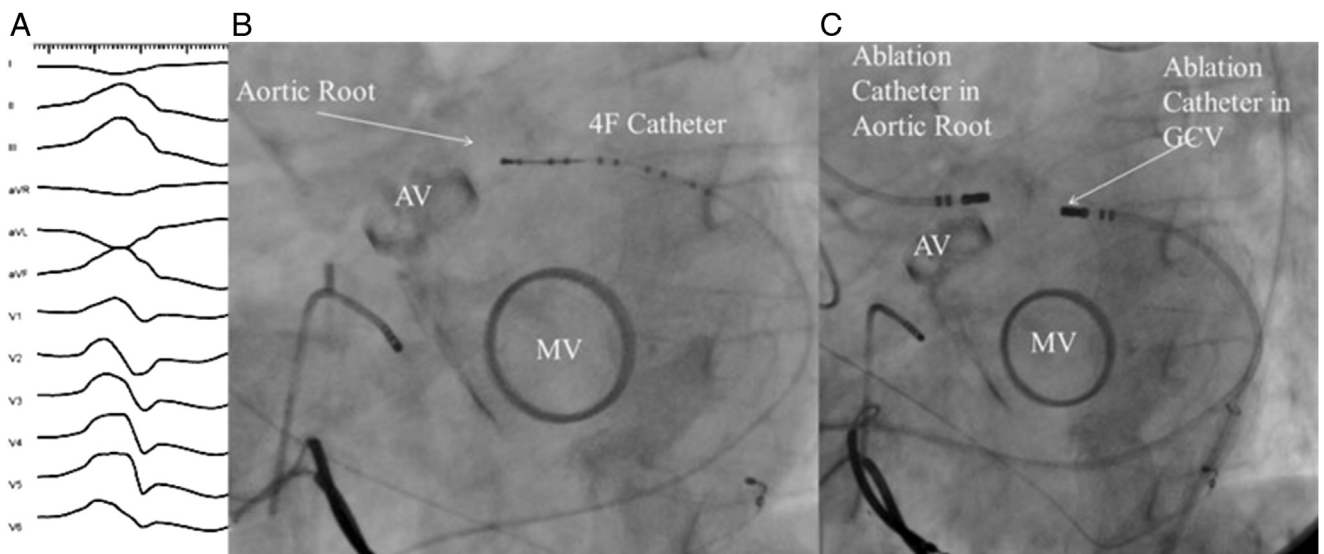 A
I
II
III
aVR
aVL
aVF
V1
V2
V3
V4
V5
V6
B
Aortic Root
4F Catheter
AV
MV
C
Ablation
Catheter in
Aortic Root
Ablation
Catheter in
GCV
AV
MV